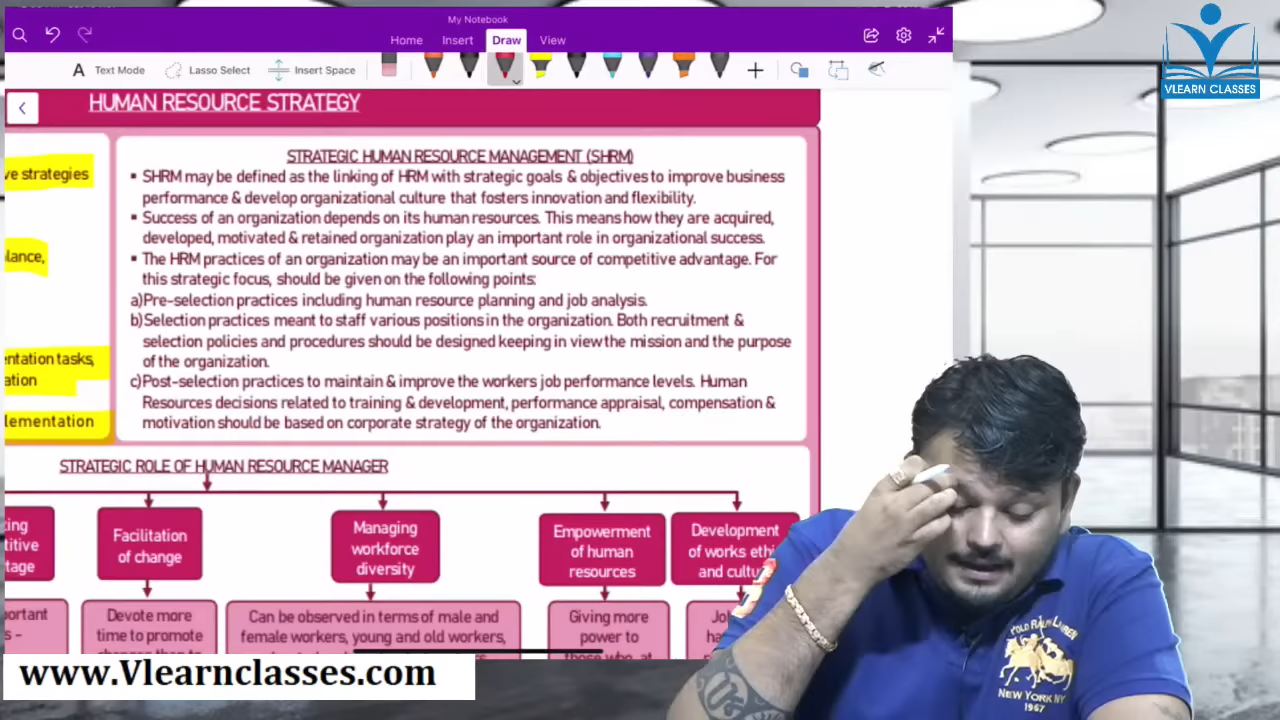 My Notebook
Home Insert Draw View
Text Mode Lasso Select Insert Space
VLEARN CLASSES
HUMAN RESOURCE STRATEGY
ve strategies
lance,
entation tasks,
ation
lementation
STRATEGIC HUMAN RESOURCE MANAGEMENT (SHRM)
▪ SHRM may be defined as the linking of HRM with strategic goals & objectives to improve business
performance & develop organizational culture that fosters innovation and flexibility.
▪ Success of an organization depends on its human resources. This means how they are acquired,
developed, motivated & retained organization play an important role in organizational success.
▪ The HRM practices of an organization may be an important source of competitive advantage. For
this strategic focus, should be given on the following points:
a)Pre-selection practices including human resource planning and job analysis.
b)Selection practices meant to staff various positions in the organization. Both recruitment &
selection policies and procedures should be designed keeping in view the mission and the purpose
of the organization.
c)Post-selection practices to maintain & improve the workers job performance levels. Human
Resources decisions related to training & development, performance appraisal, compensation &
motivation should be based on corporate strategy of the organization.
STRATEGIC ROLE OF HUMAN RESOURCE MANAGER
Facilitation
of change
Managing
workforce
diversity
Empowerment
of human
resources
Development
of works
and
Devote more
time to promote
Can be observed in terms of male and
female workers, young and old workers,
Giving more
power to
those who, at
www.Vlearnclasses.com
NEW YORK NY
1967